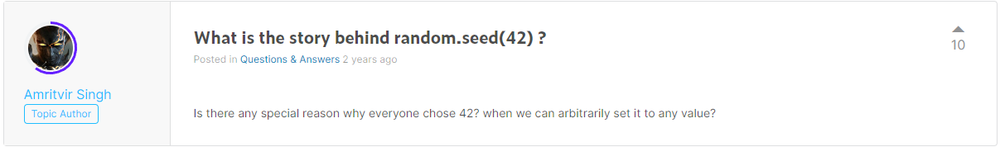 What is the story behind random.seed(42) ?
Posted in Questions & Answers 2 years ago
10
Amritvir Singh
Topic Author
Is there any special reason why everyone chose 42? when we can arbitrarily set it to any value?